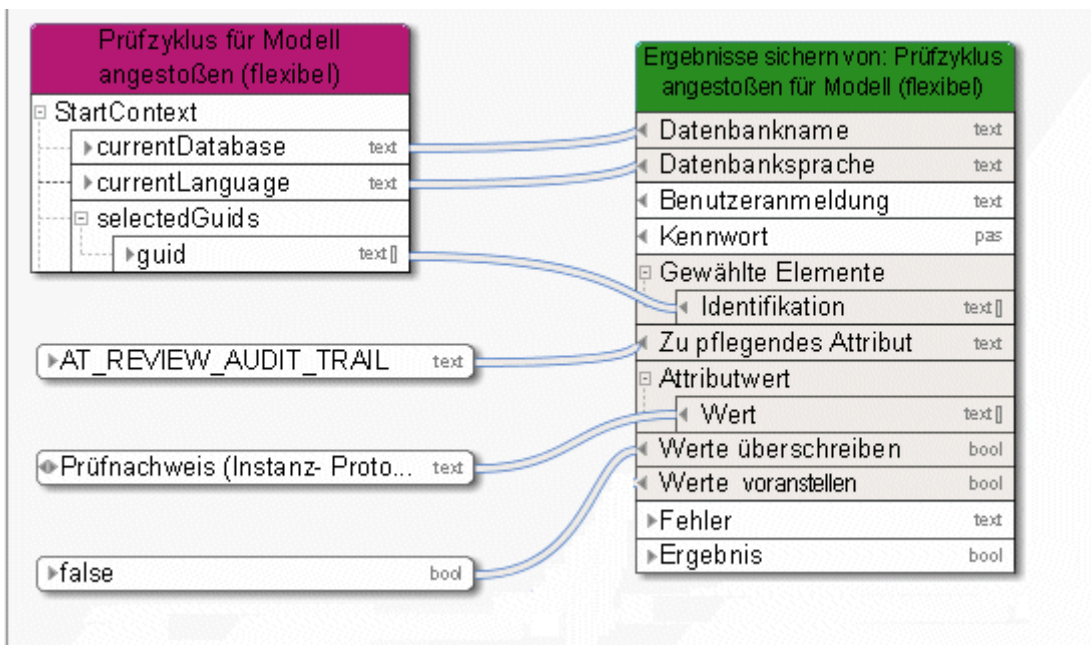 Prüfzyklus für Modell
angestoßen (flexibel)
StartContext
currentDatabase text
currentLanguage text
selectedGuids
guid text[]
AT_REVIEW_AUDIT_TRAIL text
Prüfnachweis (Instanz- Proto... text
false bool
Ergebnisse sichern von: Prüfzyklus
angestoßen für Modell (flexibel)
Datenbankname text
Datenbanksprache text
Benutzeranmeldung text
Kennwort pas
Gewählte Elemente
Identifikation text[]
Zu pflegendes Attribut text
Attributwert
Wert text[]
Werte überschreiben bool
Werte voranstellen bool
Fehler text
Ergebnis bool